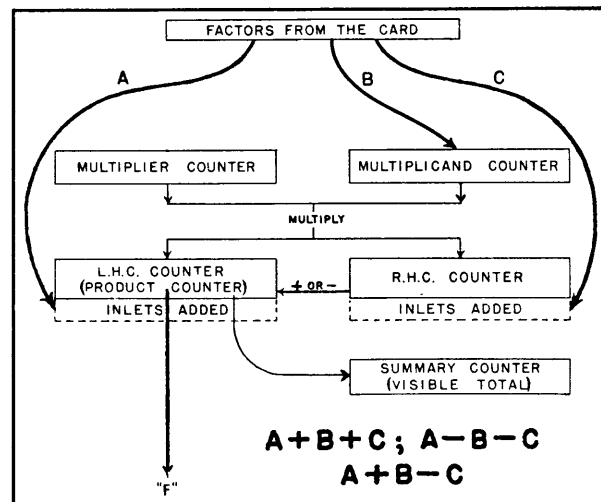 FACTORS FROM THE CARD
A
B
C
MULTIPLIER COUNTER
MULTIPLICAND COUNTER
MULTIPLY
L.H.C. COUNTER
(PRODUCT COUNTER)
INLETS ADDED
+ OR -
R.H.C. COUNTER
INLETS ADDED
SUMMARY COUNTER
(VISIBLE TOTAL)
A+B+C; A-B-C
A+B-C
"F"